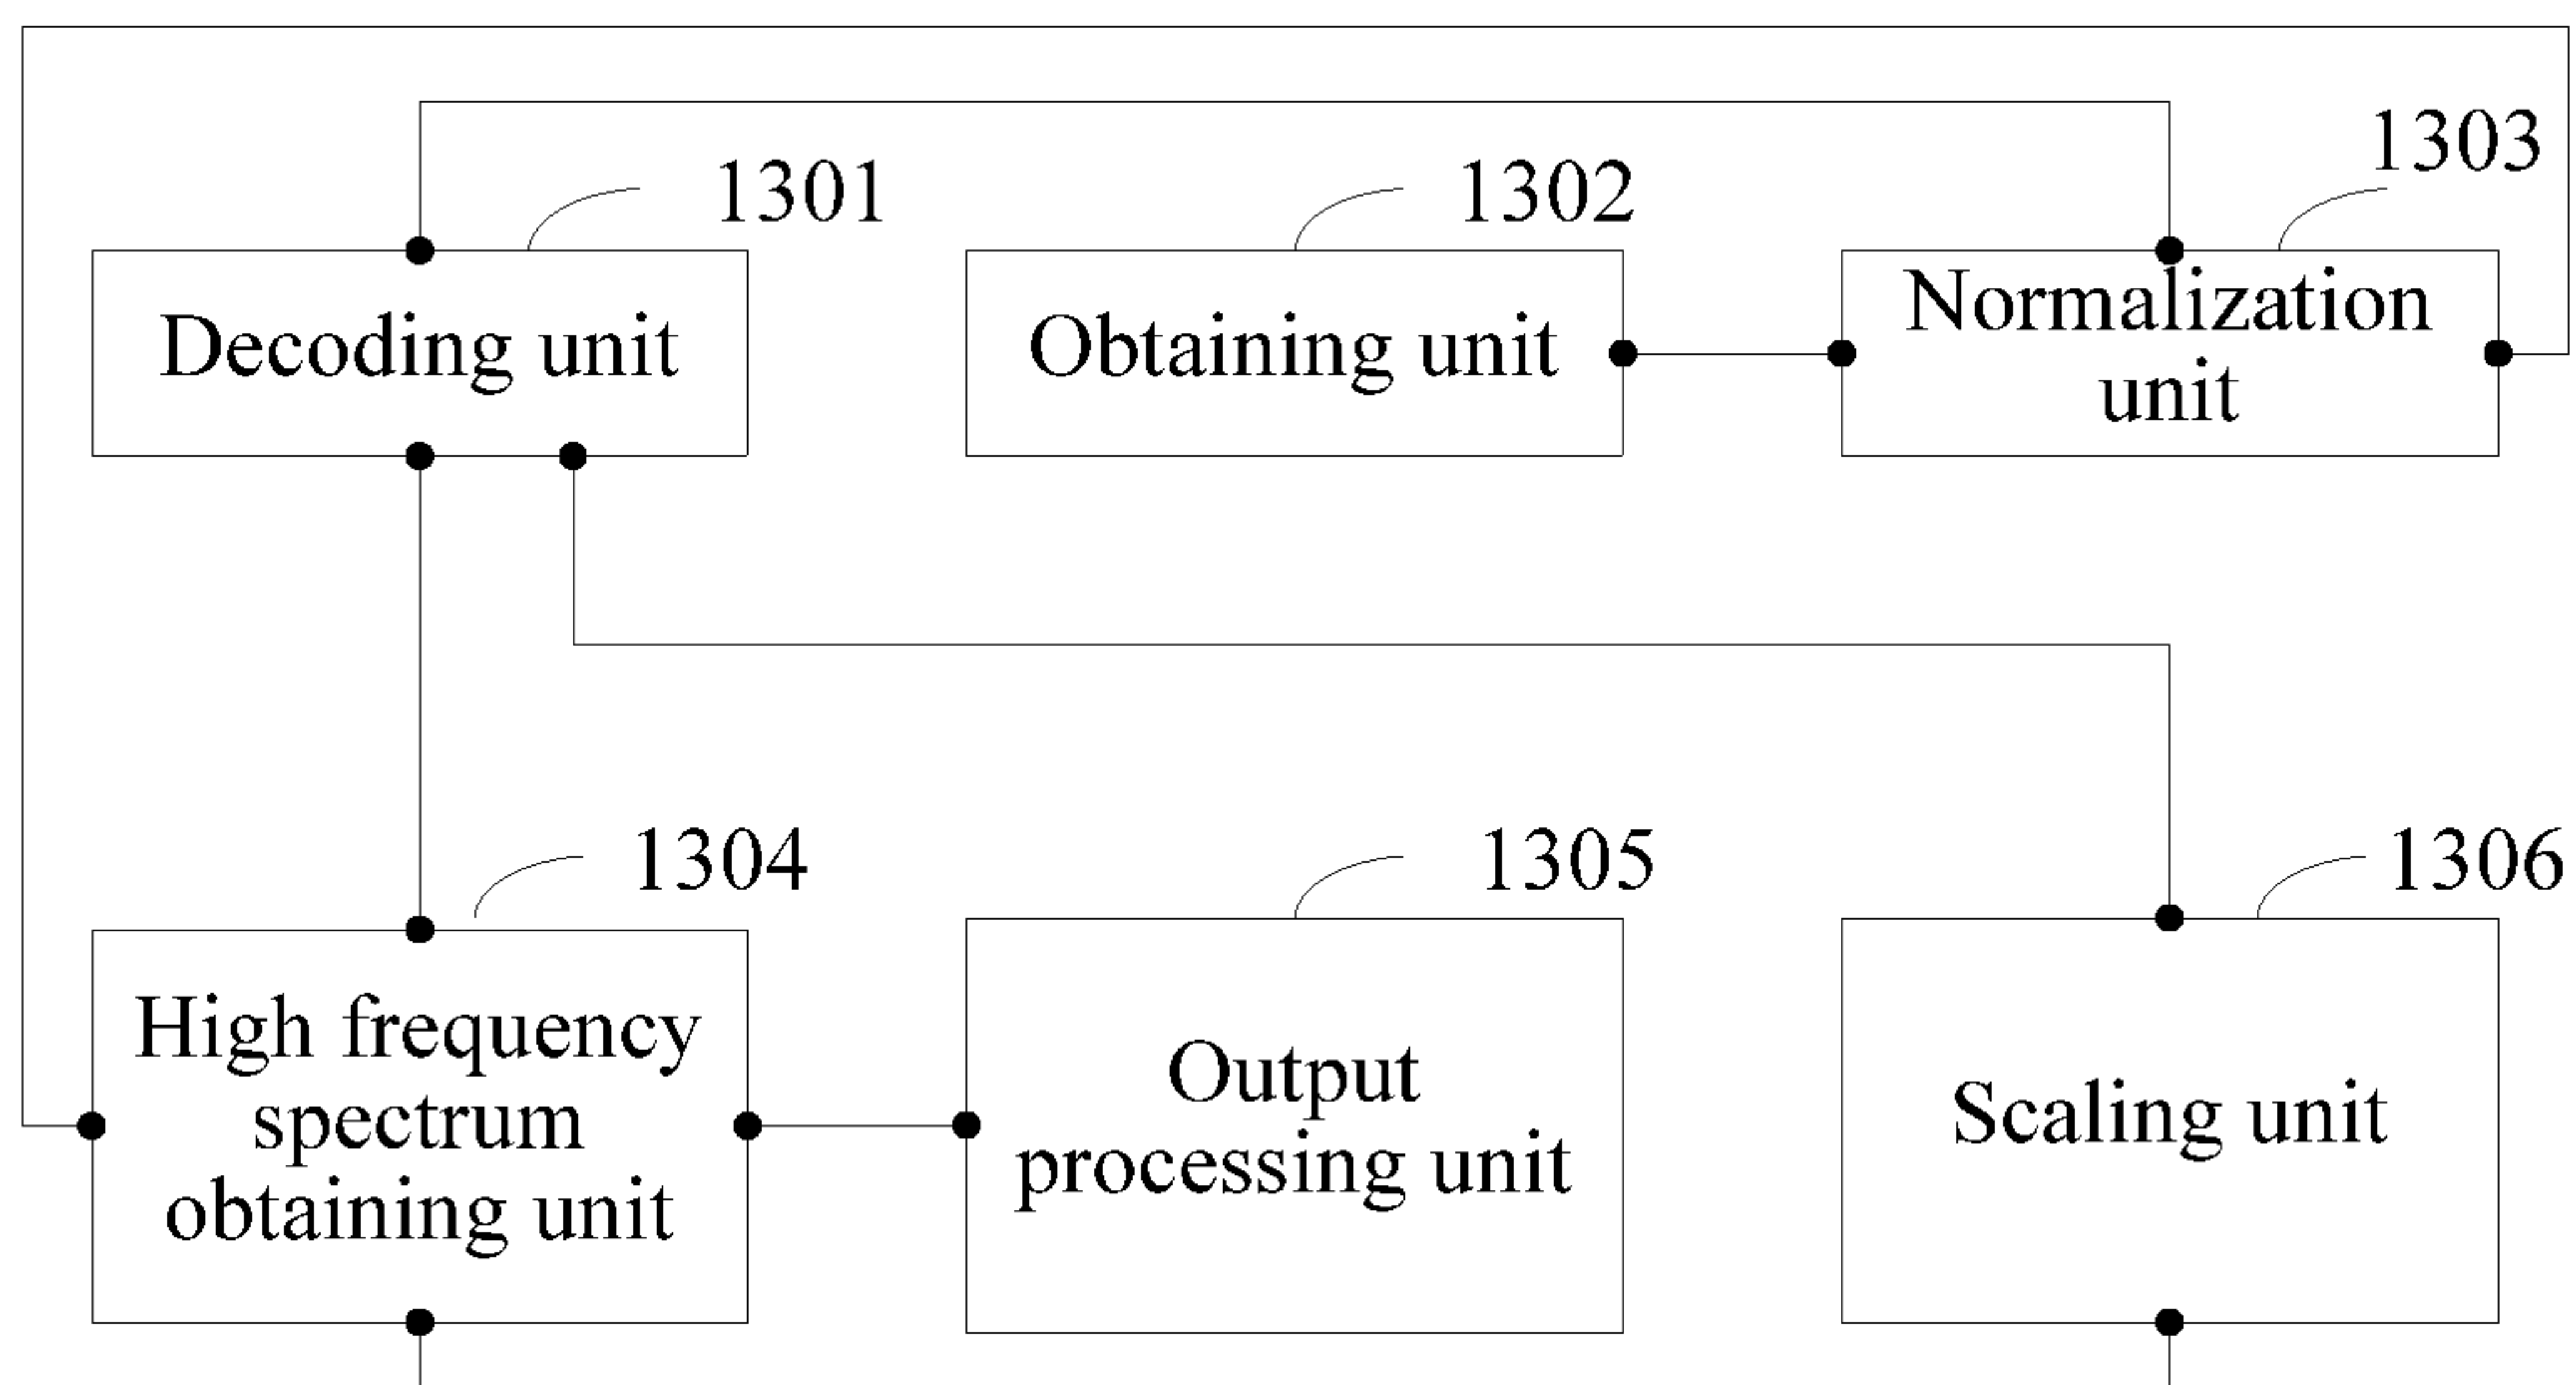 1303
1301
1302
Decoding unit
Obtaining unit
Normalization
unit
1304
1305
1306
High frequency
spectrum
obtaining unit
Output
processing unit
Scaling unit